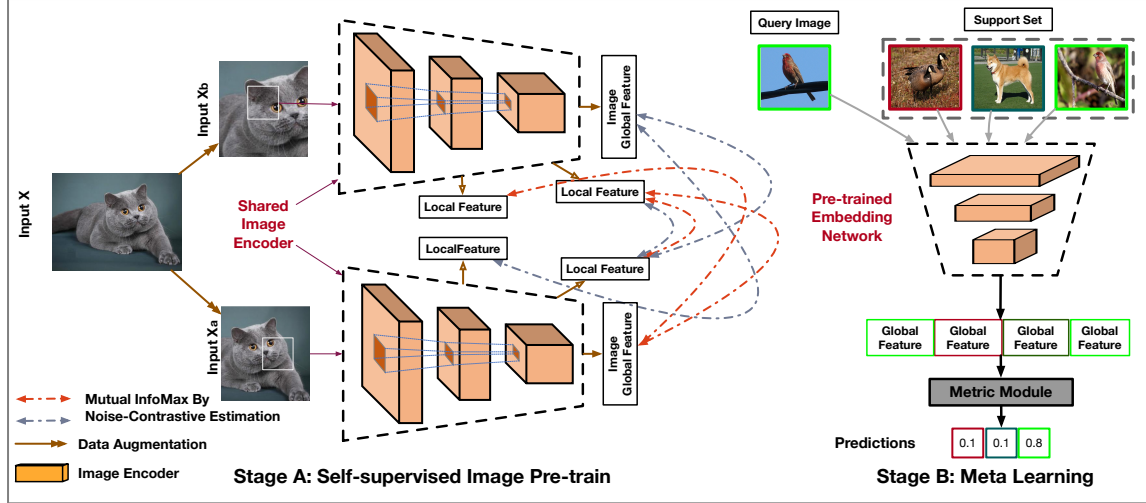 Input X
Input Xb
Input Xa
Shared
Image
Encoder
Image
Global Feature
Local Feature
Local Feature
LocalFeature
Local Feature
Image
Global Feature
Mutual InfoMax By
Noise-Contrastive Estimation
Data Augmentation
Image Encoder
Stage A: Self-supervised Image Pre-train
Query Image
Support Set
Pre-trained
Embedding
Network
Global
Feature
Global
Feature
Global
Feature
Global
Feature
Metric Module
Predictions
0.1
0.1
0.8
Stage B: Meta Learning